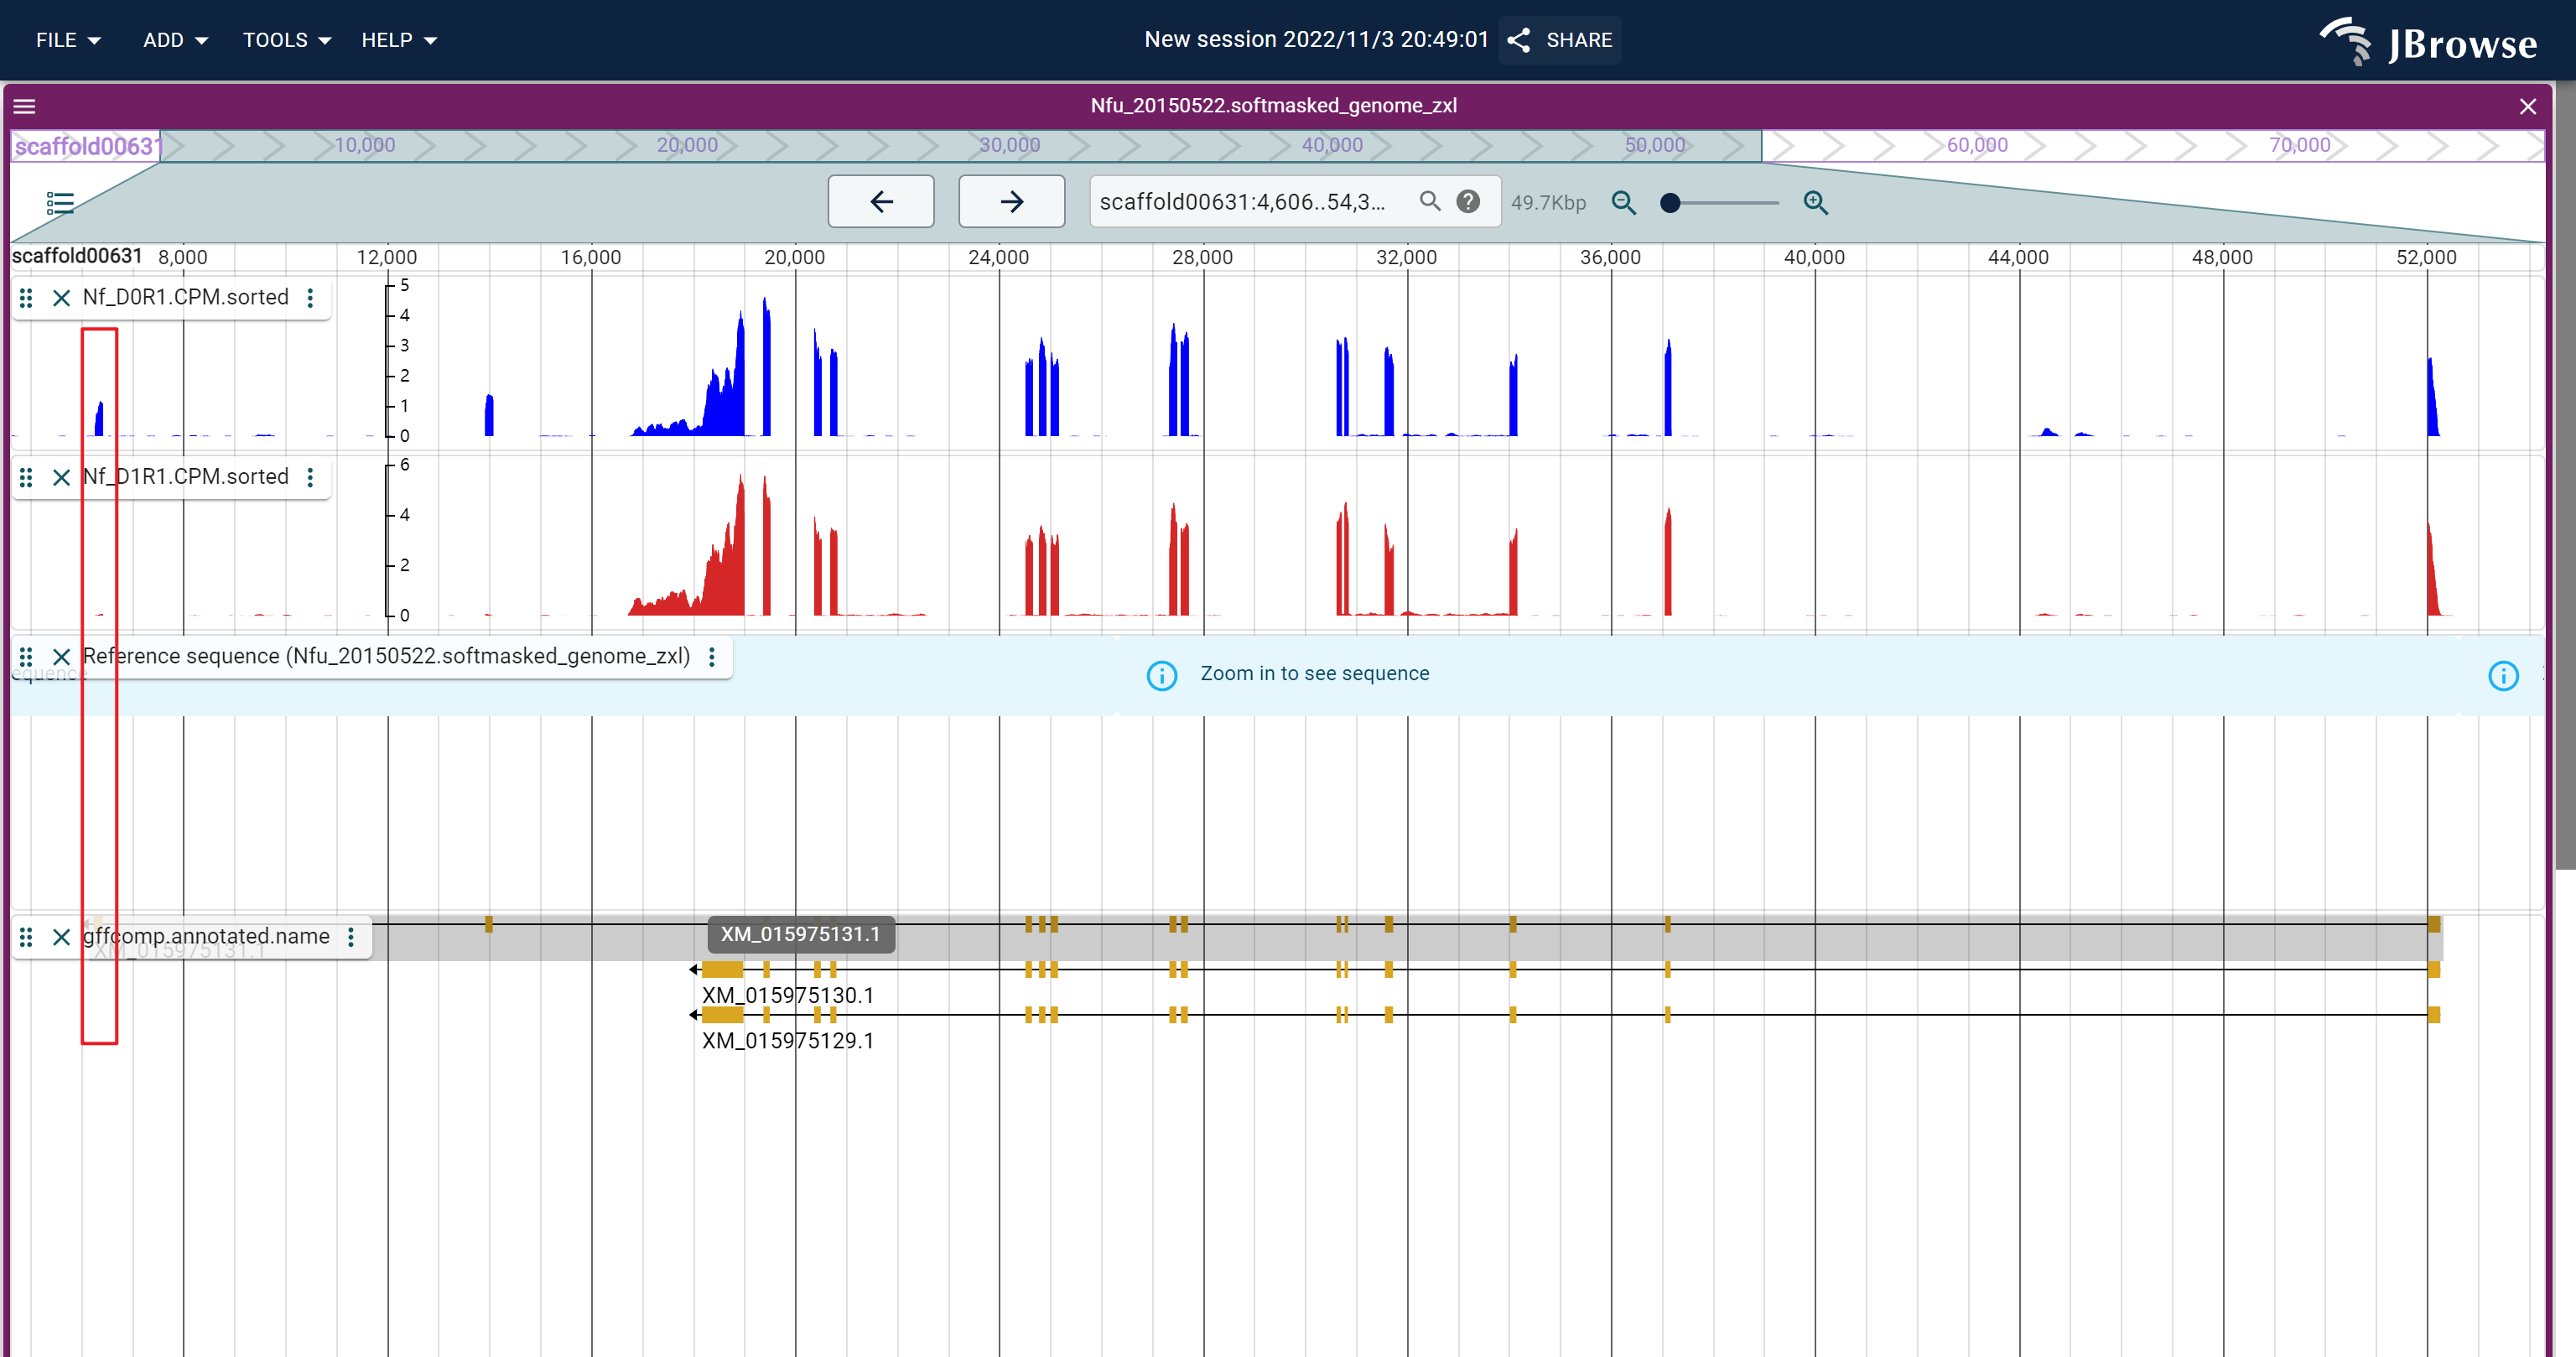 FILE ADD TOOLS HELP New session 2022/11/3 20:49:01 SHARE JBrowse
Nfu_20150522.softmasked_genome_zxl
scaffold00631 10,000 20,000 30,000 40,000 50,000 60,000 70,000
scaffold00631:4,606..54,3... 49.7Kbp
scaffold00631 8,000 12,000 16,000 20,000 24,000 28,000 32,000 36,000 40,000 44,000 48,000 52,000
Nf_D0R1.CPM.sorted
5
4
3
2
1
0
Nf_D1R1.CPM.sorted
6
4
2
0
Reference sequence (Nfu_20150522.softmasked_genome_zxl)
equence Zoom in to see sequence
gffcomp.annotated.name XM_015975131.1
XM_015975131.1
XM_015975130.1
XM_015975129.1